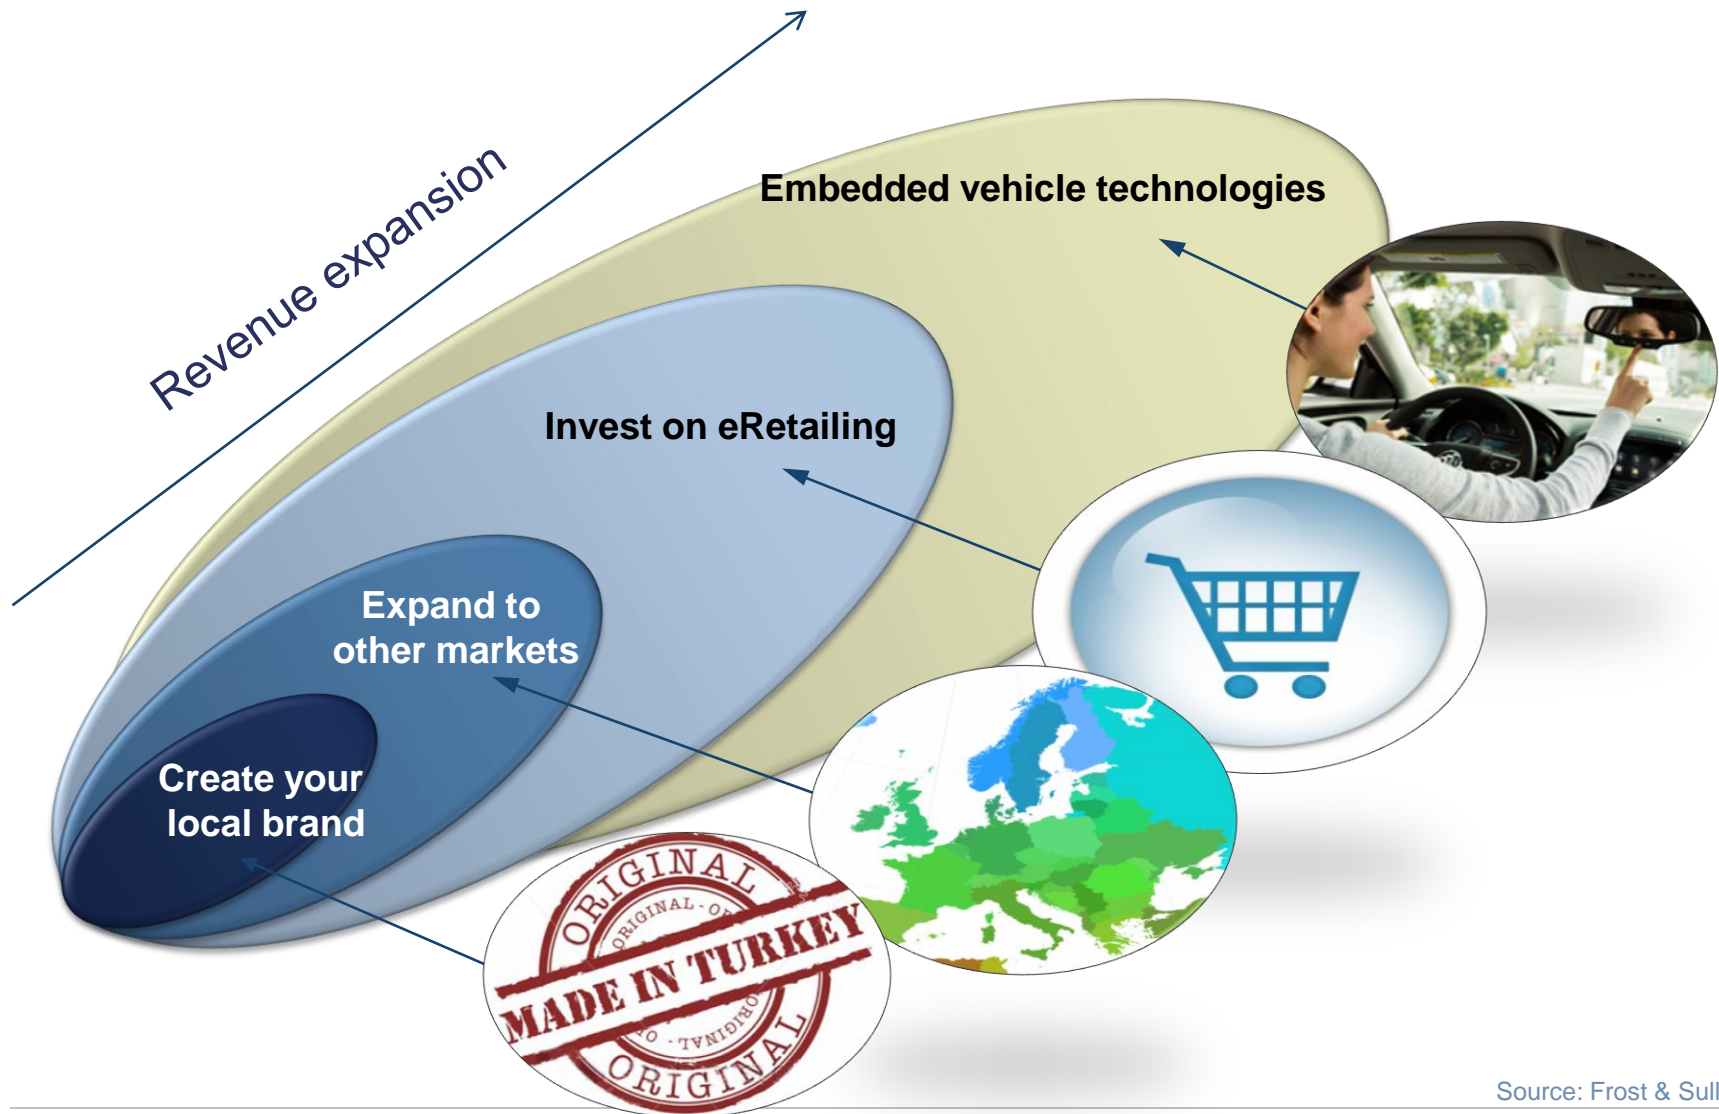 Revenue expansion
Embedded vehicle technologies
Invest on eRetailing
Expand to
other markets
Create your
local brand
ORIGINAL
ORIGINAL
MADE IN TURKEY
ORIGINAL -
ORIGINAL
Source: Frost & Sull